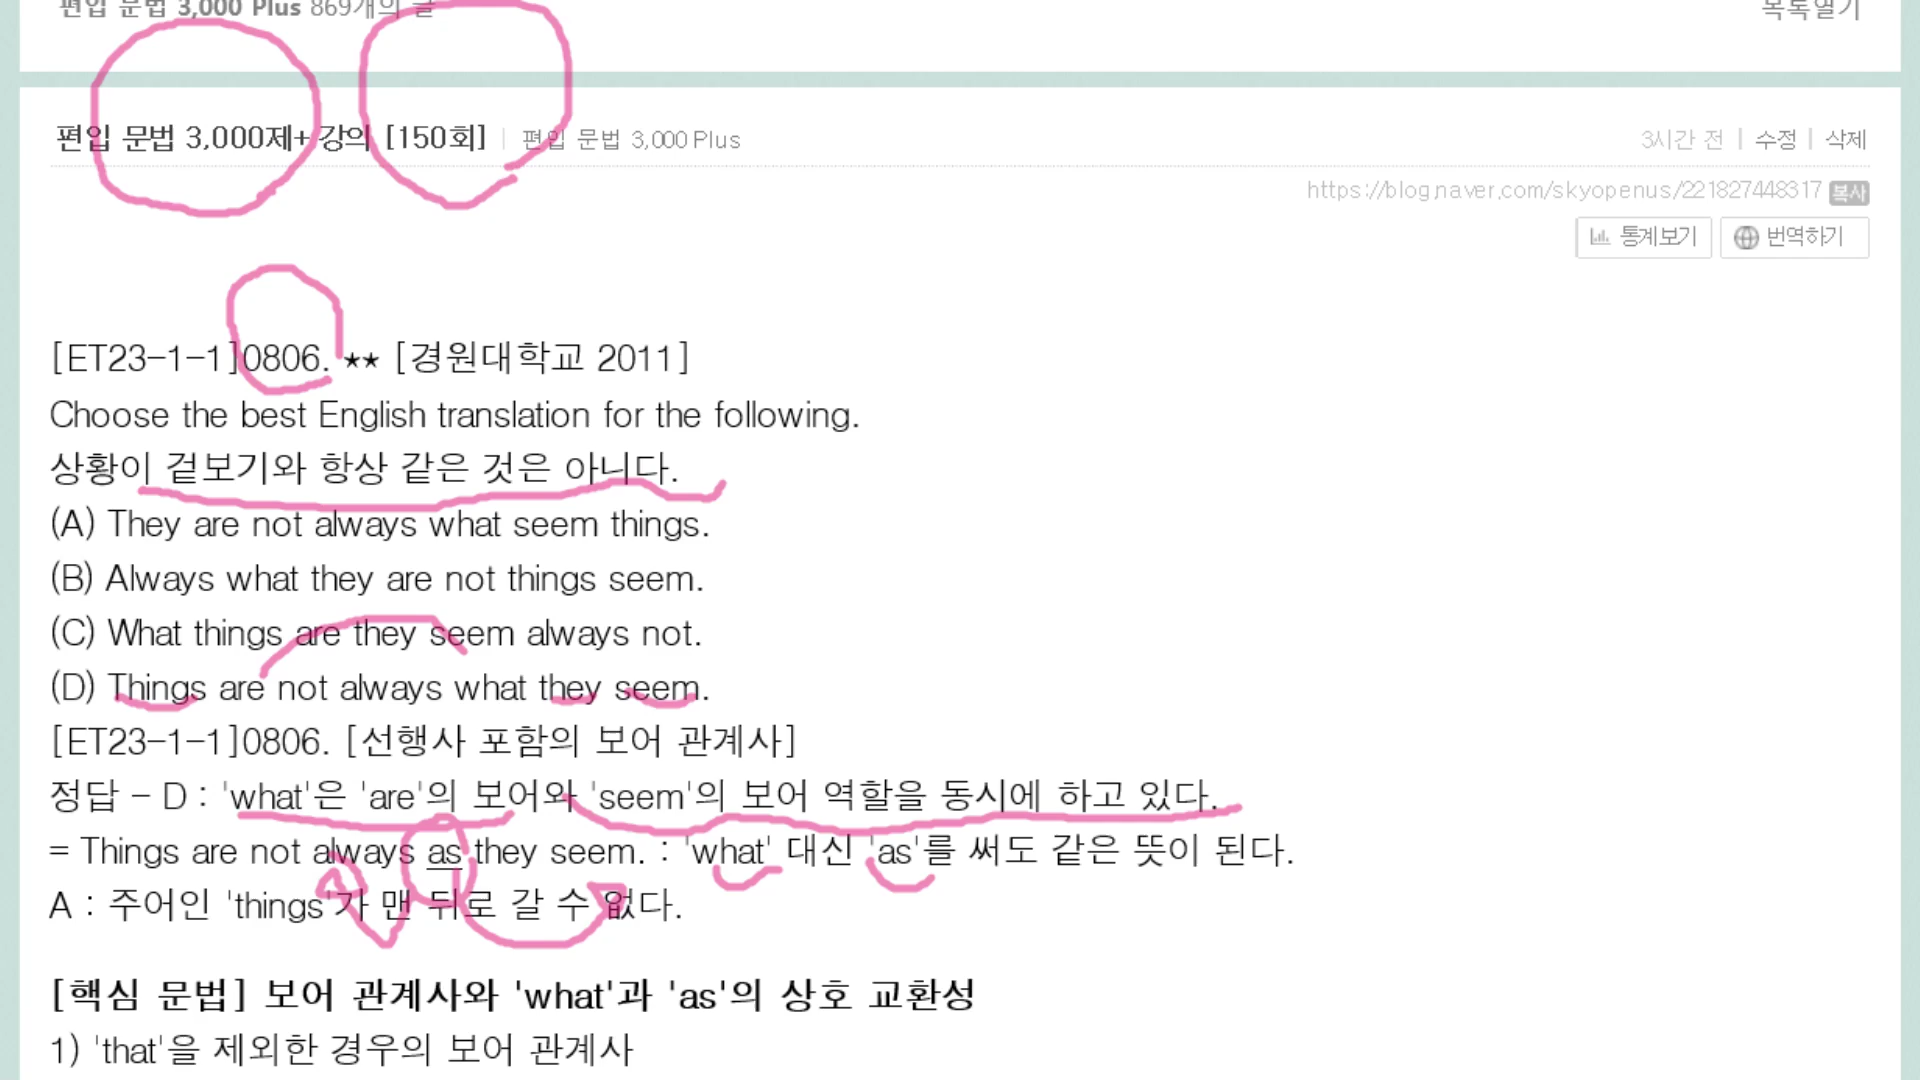 편입 문법 3,000 Plus 869개의 글
목록열기
편입 문법 3,000제+ 강의 [150회] | 편입 문법 3,000 Plus
3시간 전 | 수정 | 삭제
https://blog.naver.com/skyopenus/221827448317 복사
통계보기 번역하기
[ET23-1-1]0806. ★★ [경원대학교 2011]
Choose the best English translation for the following.
상황이 겉보기와 항상 같은 것은 아니다.
(A) They are not always what seem things.
(B) Always what they are not things seem.
(C) What things are they seem always not.
(D) Things are not always what they seem.
[ET23-1-1]0806. [선행사 포함의 보어 관계사]
정답 - D : 'what'은 'are'의 보어와 'seem'의 보어 역할을 동시에 하고 있다.
= Things are not always as they seem. : 'what' 대신 'as'를 써도 같은 뜻이 된다.
A : 주어인 'things'가 맨 뒤로 갈 수 없다.
[핵심 문법] 보어 관계사와 'what'과 'as'의 상호 교환성
1) 'that'을 제외한 경우의 보어 관계사